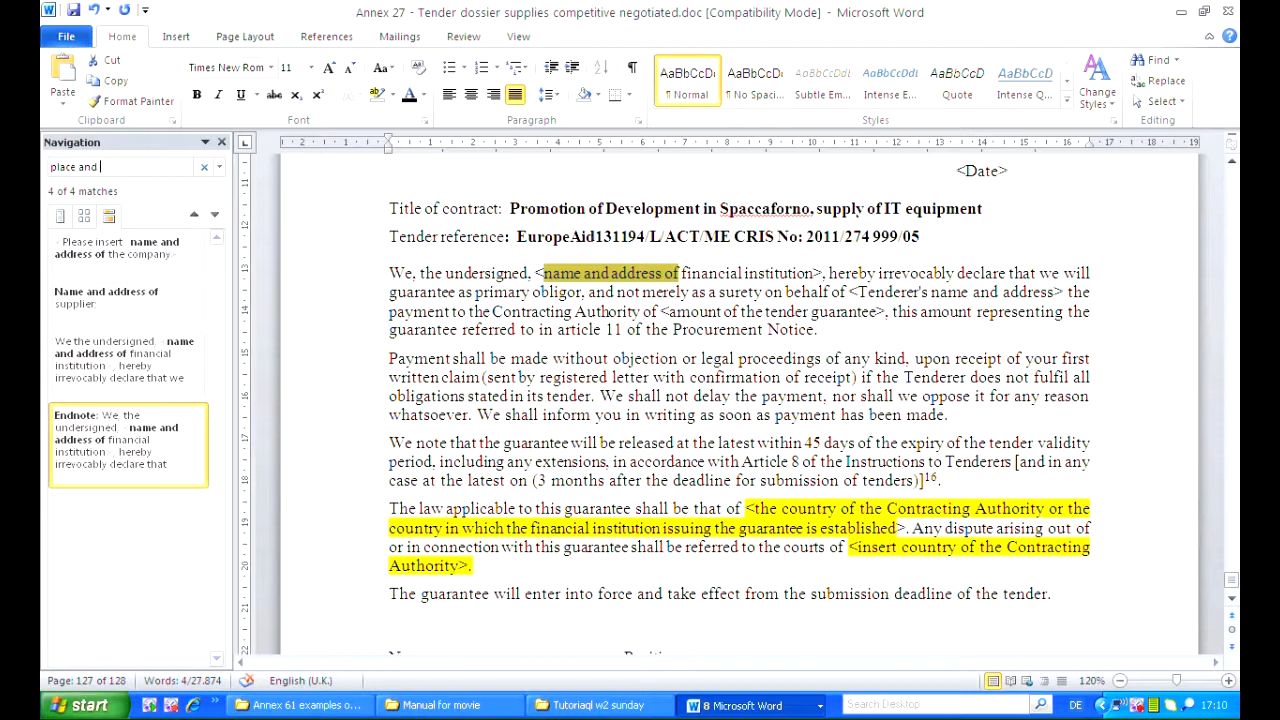 Annex 27 - Tender dossier supplies competitive negotiated.doc [Compatibility Mode] - Microsoft Word
File Home Insert Page Layout References Mailings Review View
Paste
Cut
Copy
Format Painter
Clipboard
Times New Rom 11
Font
Paragraph
AaBbCcDı AaBbCcDı AaBbCcDı AaBbCcDdı AaBbCcDı AaBbCcDı
¶ Normal ¶ No Spaci... Subtle Em... Intense E... Quote Intense Q...
Change Styles
Styles
Find
Replace
Select
Editing
Navigation
place and
4 of 4 matches
Please insert name and
address of the company
Name and address of
supplier:
We the undersigned, name
and address of financial
institution , hereby
irrevocably declare that we
Endnote: We, the
undersigned, name
and address of financial
institution , hereby
irrevocably declare that
<Date>
Title of contract: Promotion of Development in Spaccaforno, supply of IT equipment
Tender reference: EuropeAid131194/L/ACT/ME CRIS No: 2011/274 999/05
We, the undersigned, <name and address of financial institution>, hereby irrevocably declare that we will
guarantee as primary obligor, and not merely as a surety on behalf of <Tenderer's name and address> the
payment to the Contracting Authority of <amount of the tender guarantee>, this amount representing the
guarantee referred to in article 11 of the Procurement Notice.
Payment shall be made without objection or legal proceedings of any kind, upon receipt of your first
written claim (sent by registered letter with confirmation of receipt) if the Tenderer does not fulfil all
obligations stated in its tender. We shall not delay the payment, nor shall we oppose it for any reason
whatsoever. We shall inform you in writing as soon as payment has been made.
We note that the guarantee will be released at the latest within 45 days of the expiry of the tender validity
period, including any extensions, in accordance with Article 8 of the Instructions to Tenderers [and in any
case at the latest on (3 months after the deadline for submission of tenders)]16.
The law applicable to this guarantee shall be that of <the country of the Contracting Authority or the
country in which the financial institution issuing the guarantee is established>. Any dispute arising out of
or in connection with this guarantee shall be referred to the courts of <insert country of the Contracting
Authority>.
The guarantee will enter into force and take effect from the submission deadline of the tender.
Page: 127 of 128 Words: 4/27.874 English (U.K.) 120%
start Annex 61 examples o... Manual for movie Tutoriaql w2 sunday 8 Microsoft Word Search Desktop DE 17:10